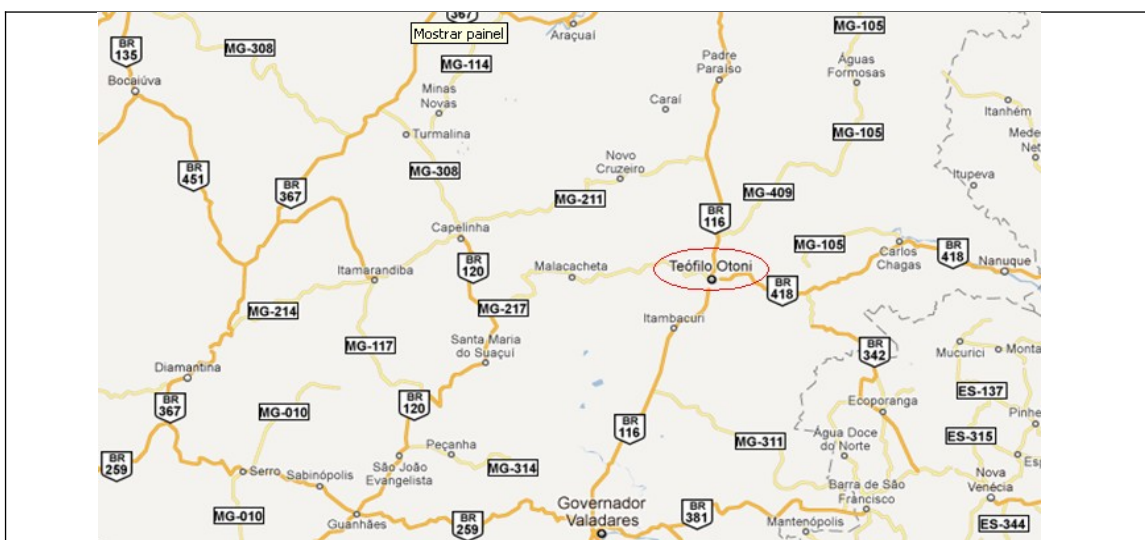 367
Mostrar painel
Araçuaí
MG-105
BR
135
MG-308
MG-114
Padre
Paraíso
Águas
Formosas
Bocaiúva
Minas
Novas
Caraí
Itanhém
Turmalina
MG-105
Mede
Net
BR
451
MG-308
Novo
Cruzeiro
Itupeva
BR
367
MG-211
MG-409
BR
116
Capelinha
MG-105
Carlos
Chagas
BR
418
Itamarandiba
BR
120
Malacacheta
Teófilo Otoni
Nanuque
BR
418
MG-214
MG-217
Itambacuri
MG-117
Santa Maria
do Suaçuí
BR
342
Mucurici
Monta
Diamantina
BR
367
MG-010
BR
120
Ecoporanga
ES-137
Pinhe
BR
116
MG-311
Água Doce
do Norte
ES-315
BR
259
Serro
Sabinópolis
São João
Evangelista
Peçanha
MG-314
Esp
Nova
Venécia
Barra de São
Francisco
MG-010
Guanhães
BR
259
Governador
Valadares
BR
381
Mantenópolis
ES-344